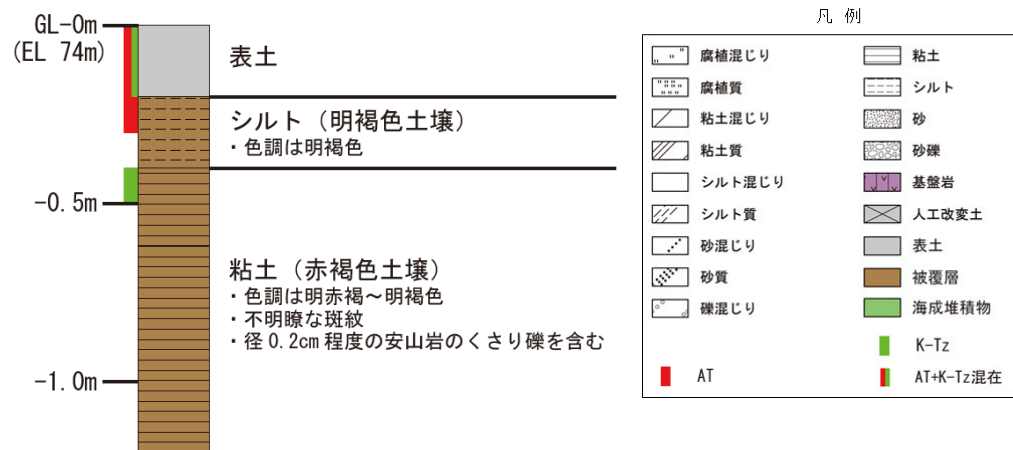 GL-0m
(EL 74m)
表土
シルト（明褐色土壌）
・色調は明褐色
-0.5m
粘土（赤褐色土壌）
・色調は明赤褐～明褐色
・不明瞭な斑紋
・径0.2cm程度の安山岩のくさり礫を含む
-1.0m
凡 例
腐植混じり
腐植質
粘土混じり
粘土質
シルト混じり
シルト質
砂混じり
砂質
礫混じり
AT
粘土
シルト
砂
砂礫
基盤岩
人工改変土
表土
被覆層
海成堆積物
K-Tz
AT+K-Tz混在